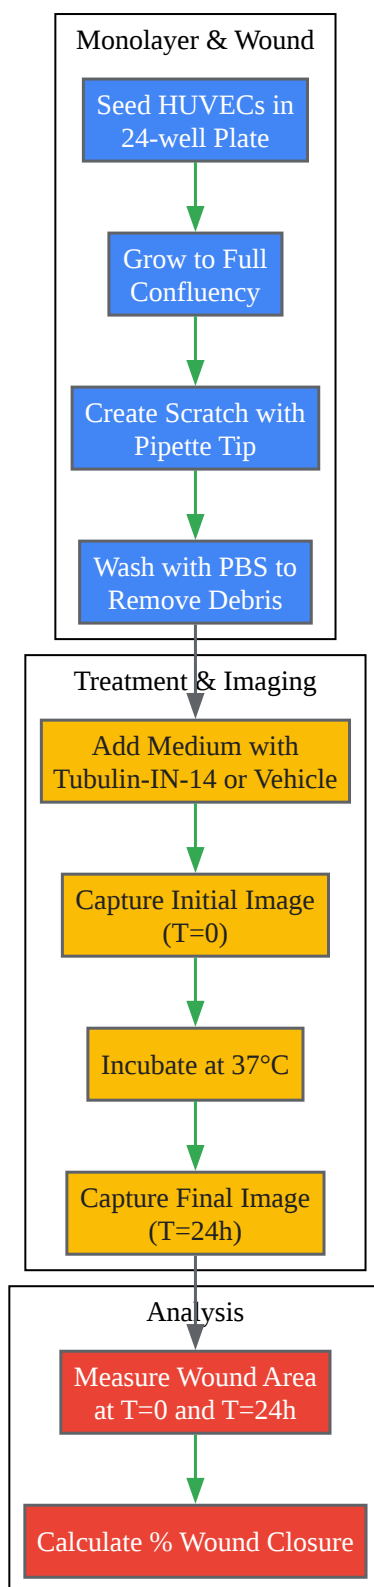 Monolayer & Wound
Seed HUVECs in
24-well Plate
Grow to Full
Confluency
Create Scratch with
Pipette Tip
Wash with PBS to
Remove Debris
Treatment & Imaging
Add Medium with
Tubulin-IN-14 or Vehicle
Capture Initial Image
(T=0)
Incubate at 37°C
Capture Final Image
(T=24h)
Analysis
Measure Wound Area
at T=0 and T=24h
Calculate % Wound Closure